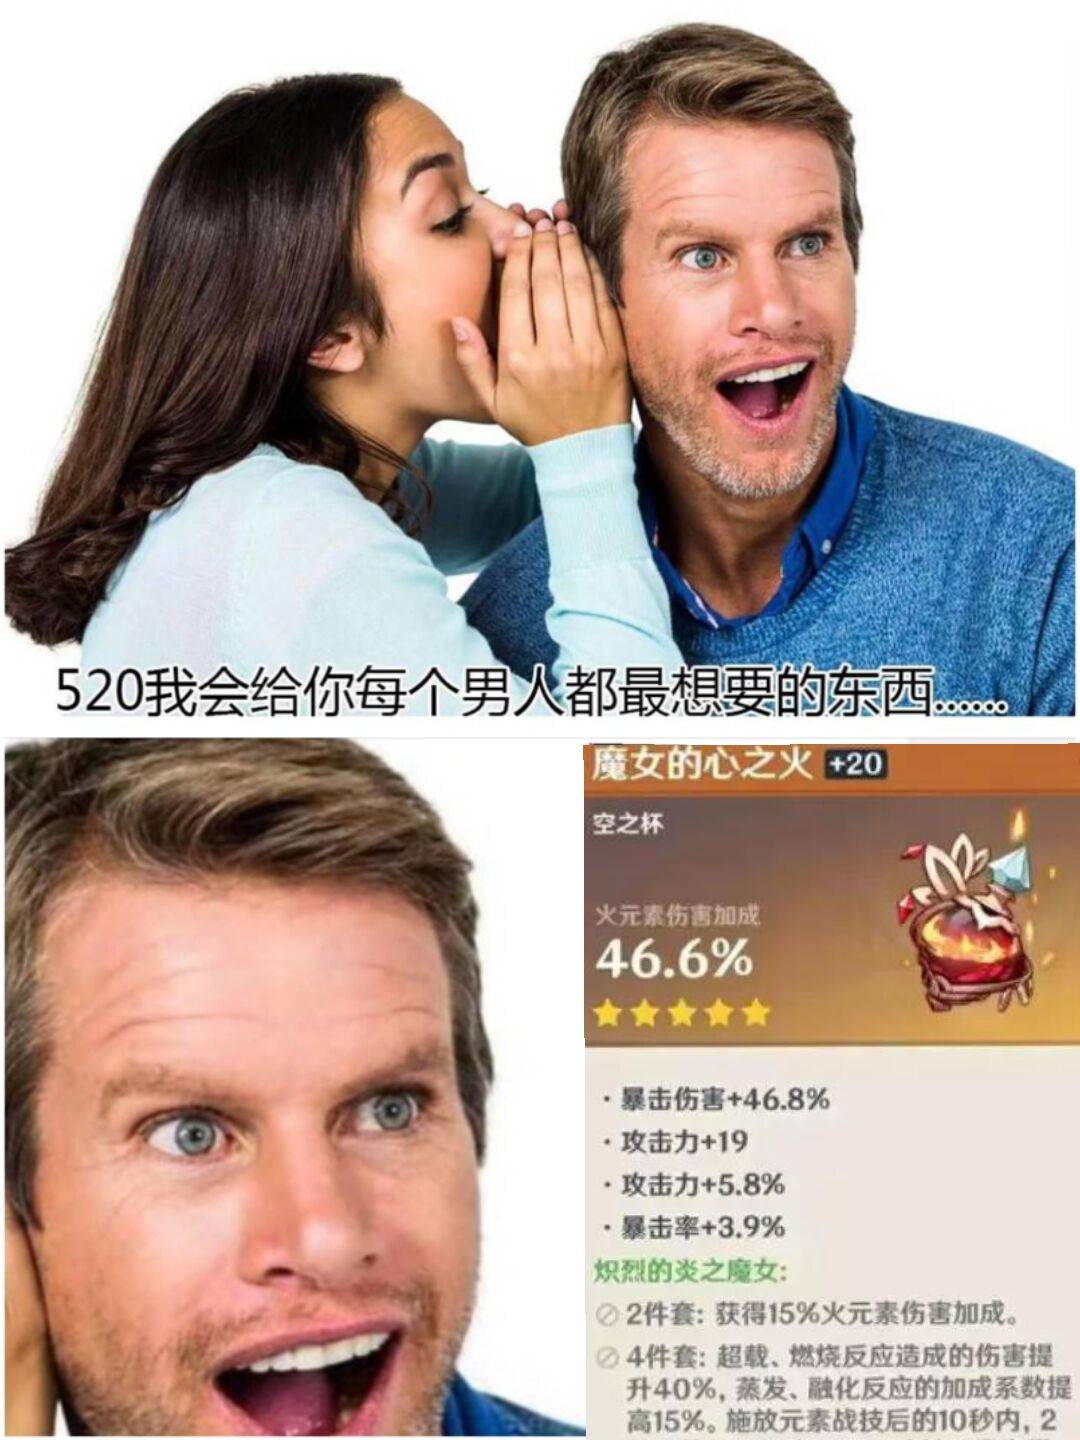 520我会给你每个男人都最想要的东西......
魔女的心之火 +20
空之杯
火元素伤害加成
46.6%
·暴击伤害+46.8%
·攻击力+19
·攻击力+5.8%
·暴击率+3.9%
炽烈的炎之魔女:
2件套: 获得15%火元素伤害加成。
4件套: 超载、燃烧反应造成的伤害提
升40%, 蒸发、融化反应的加成系数提
高15%。施放元素战技后的10秒内, 2